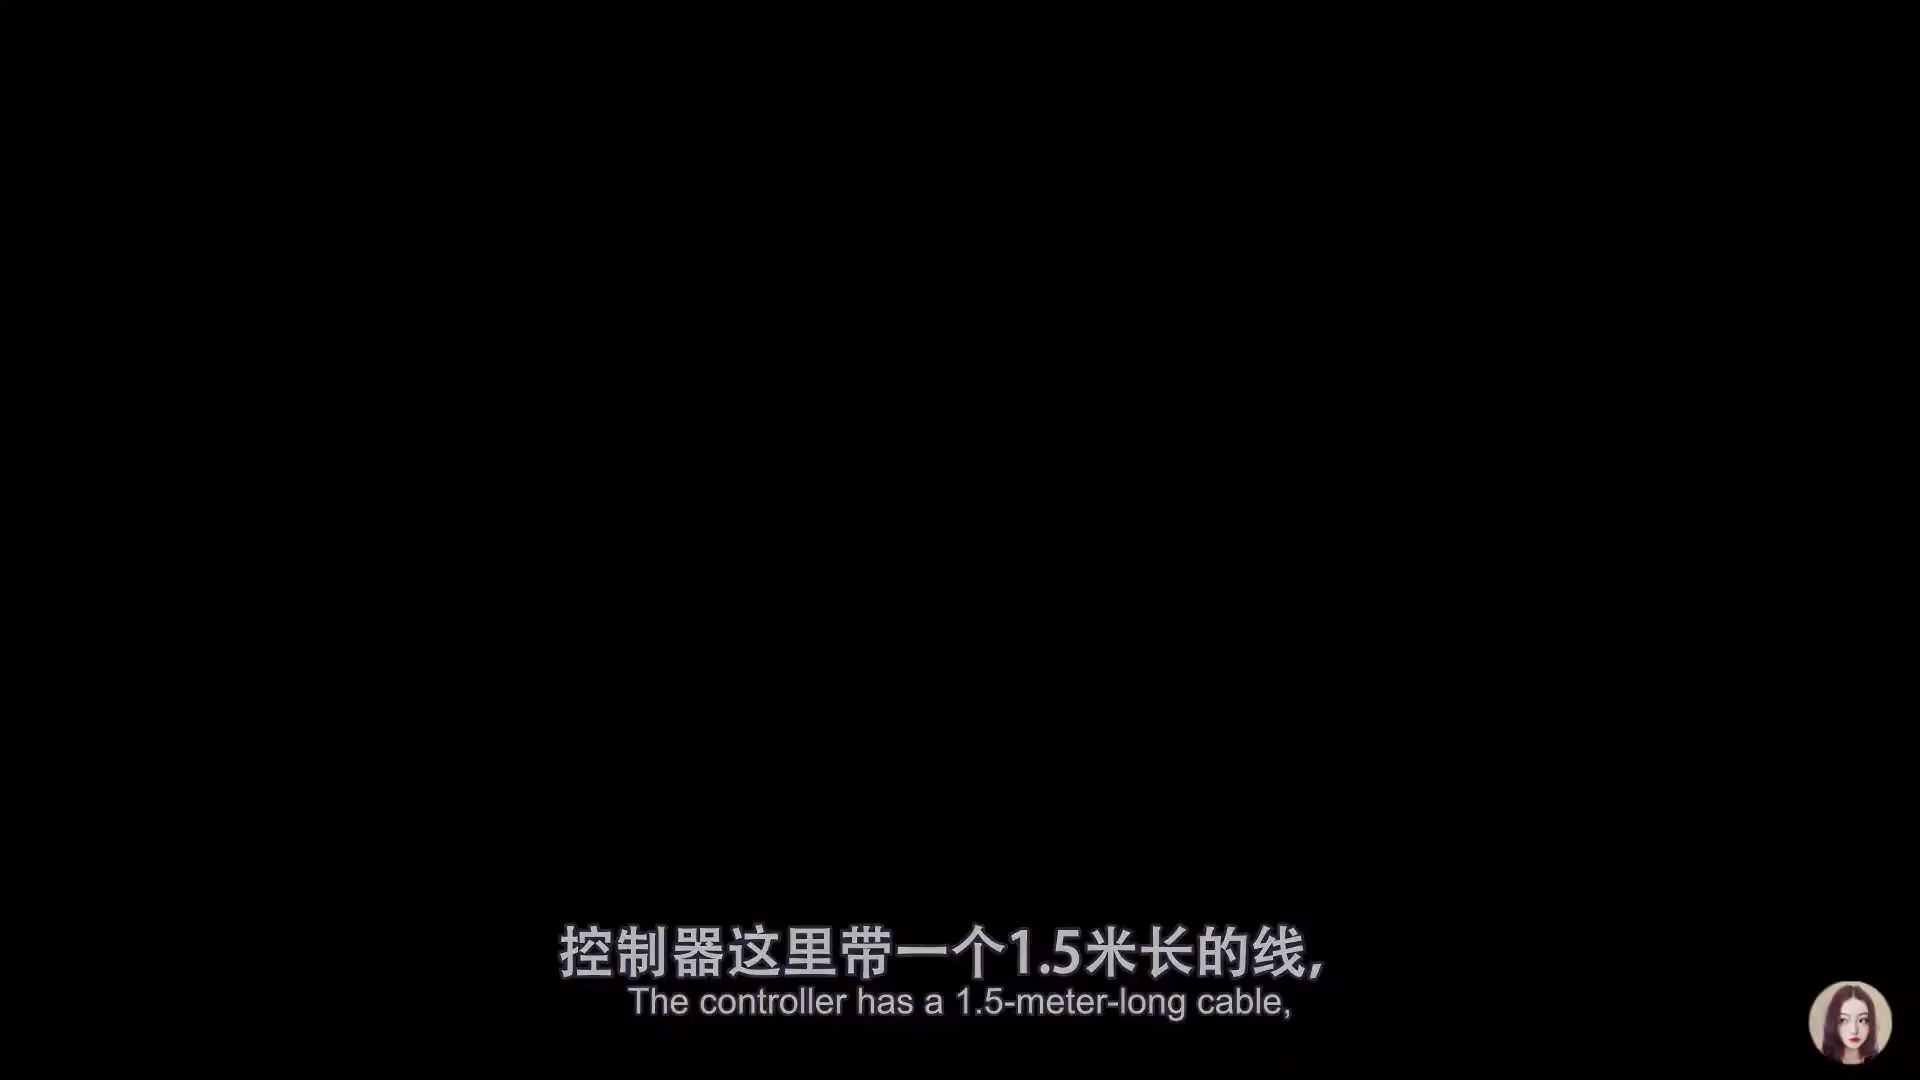 控制器这里带一个1.5米长的线,
The controller has a 1.5-meter-long cable,